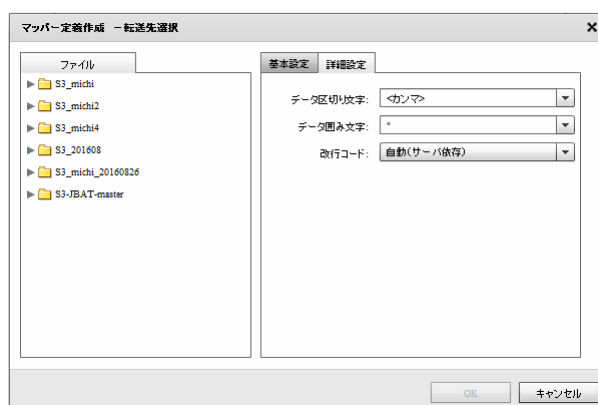 マッパー定義作成 －転送先選択
ファイル
S3_michi
S3_michi2
S3_michi4
S3_201608
S3_michi_20160826
S3-JBAT-master
基本設定 詳細設定
データ区切り文字: <カンマ>
データ囲み文字: "
改行コード: 自動(サーバ依存)
OK キャンセル